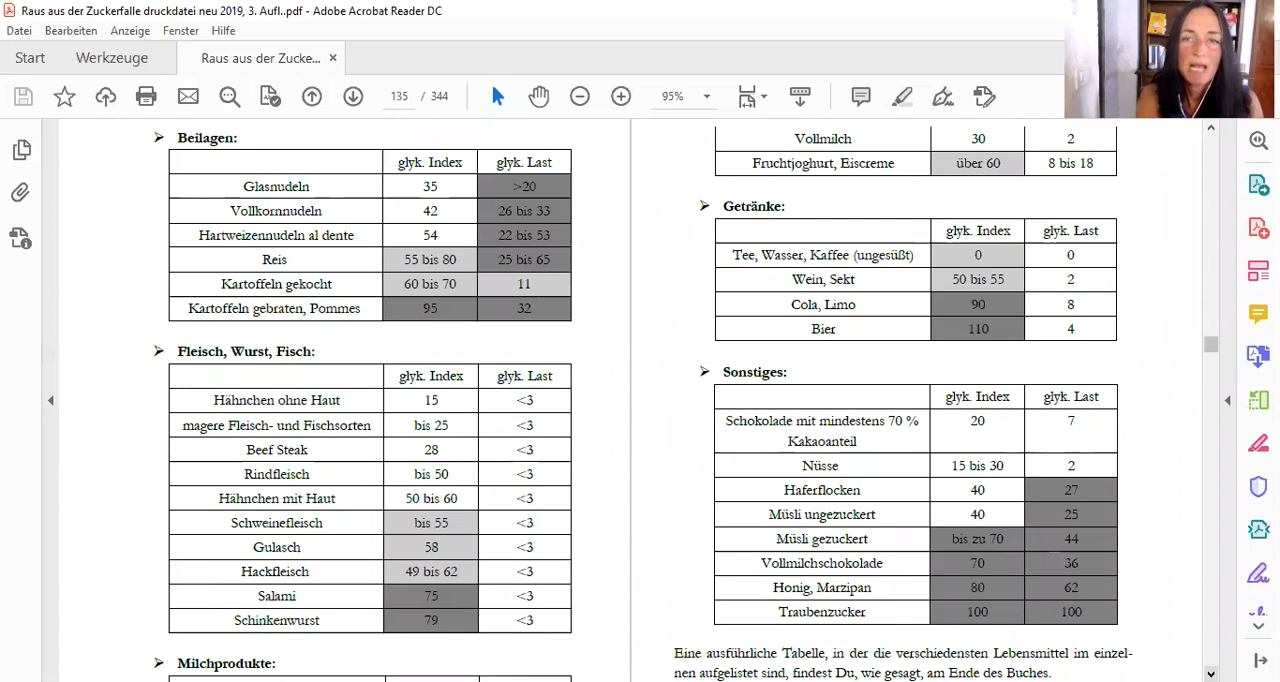 Raus aus der Zuckerfalle druckdatei neu 2019, 3. Aufl..pdf - Adobe Acrobat Reader DC
Datei Bearbeiten Anzeige Fenster Hilfe
Start Werkzeuge Raus aus der Zucke... ×
135 / 344 95%
➢ Beilagen:
glyk. Index glyk. Last
Glasnudeln 35 >20
Vollkornnudeln 42 26 bis 33
Hartweizennudeln al dente 54 22 bis 53
Reis 55 bis 80 25 bis 65
Kartoffeln gekocht 60 bis 70 11
Kartoffeln gebraten, Pommes 95 32
➢ Fleisch, Wurst, Fisch:
glyk. Index glyk. Last
Hähnchen ohne Haut 15 <3
magere Fleisch- und Fischsorten bis 25 <3
Beef Steak 28 <3
Rindfleisch bis 50 <3
Hähnchen mit Haut 50 bis 60 <3
Schweinefleisch bis 55 <3
Gulasch 58 <3
Hackfleisch 49 bis 62 <3
Salami 75 <3
Schinkenwurst 79 <3
➢ Milchprodukte:
Vollmilch 30 2
Fruchtjoghurt, Eiscreme über 60 8 bis 18
➢ Getränke:
glyk. Index glyk. Last
Tee, Wasser, Kaffee (ungesüßt) 0 0
Wein, Sekt 50 bis 55 2
Cola, Limo 90 8
Bier 110 4
➢ Sonstiges:
glyk. Index glyk. Last
Schokolade mit mindestens 70 % 20 7
Kakaoanteil
Nüsse 15 bis 30 2
Haferflocken 40 27
Müsli ungezuckert 40 25
Müsli gezuckert bis zu 70 44
Vollmilchschokolade 70 36
Honig, Marzipan 80 62
Traubenzucker 100 100
Eine ausführliche Tabelle, in der die verschiedensten Lebensmittel im einzel-
nen aufgelistet sind, findest Du, wie gesagt, am Ende des Buches.